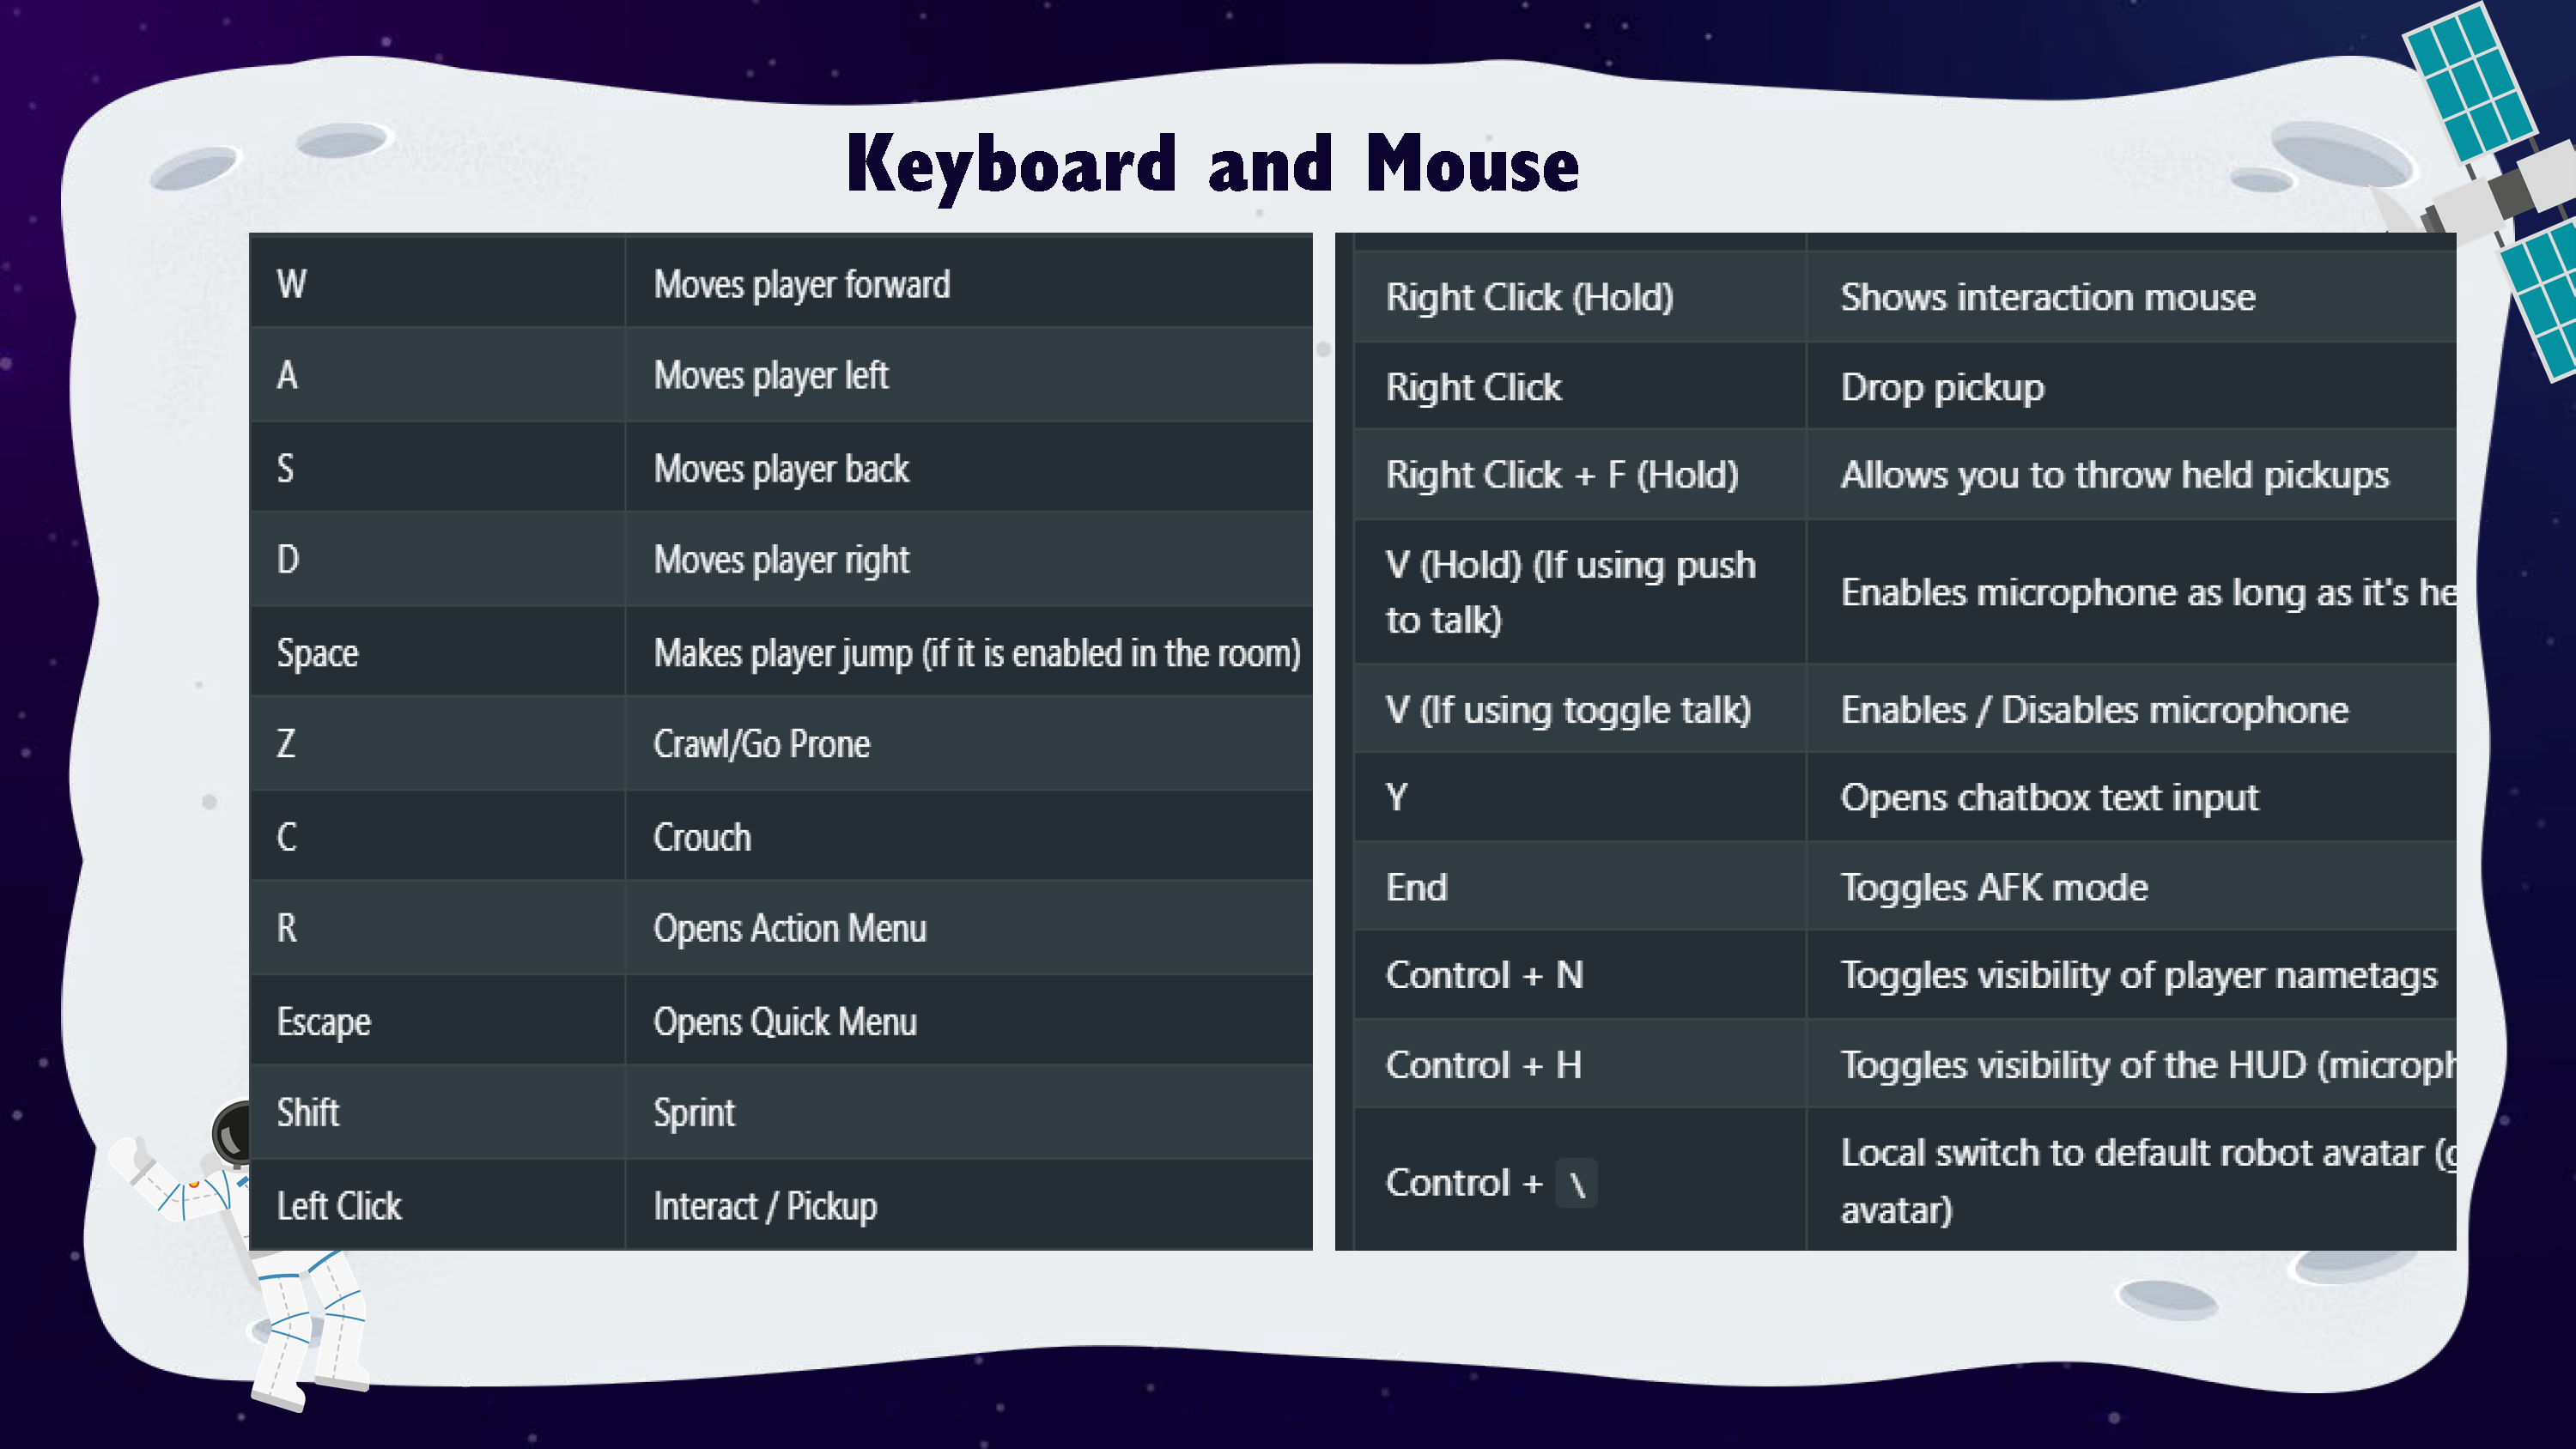 Keyboard and Mouse
W Moves player forward
A Moves player left
S Moves player back
D Moves player right
Space Makes player jump (if it is enabled in the room)
Z Crawl/Go Prone
C Crouch
R Opens Action Menu
Escape Opens Quick Menu
Shift Sprint
Left Click Interact / Pickup
Right Click (Hold) Shows interaction mouse
Right Click Drop pickup
Right Click + F (Hold) Allows you to throw held pickups
V (Hold) (If using push
to talk)
Enables microphone as long as it's
V (If using toggle talk) Enables / Disables microphone
Y Opens chatbox text input
End Toggles AFK mode
Control + N Toggles visibility of player nametags
Control + H Toggles visibility of the HUD
Control + \
Local switch to default robot avatar
avatar)